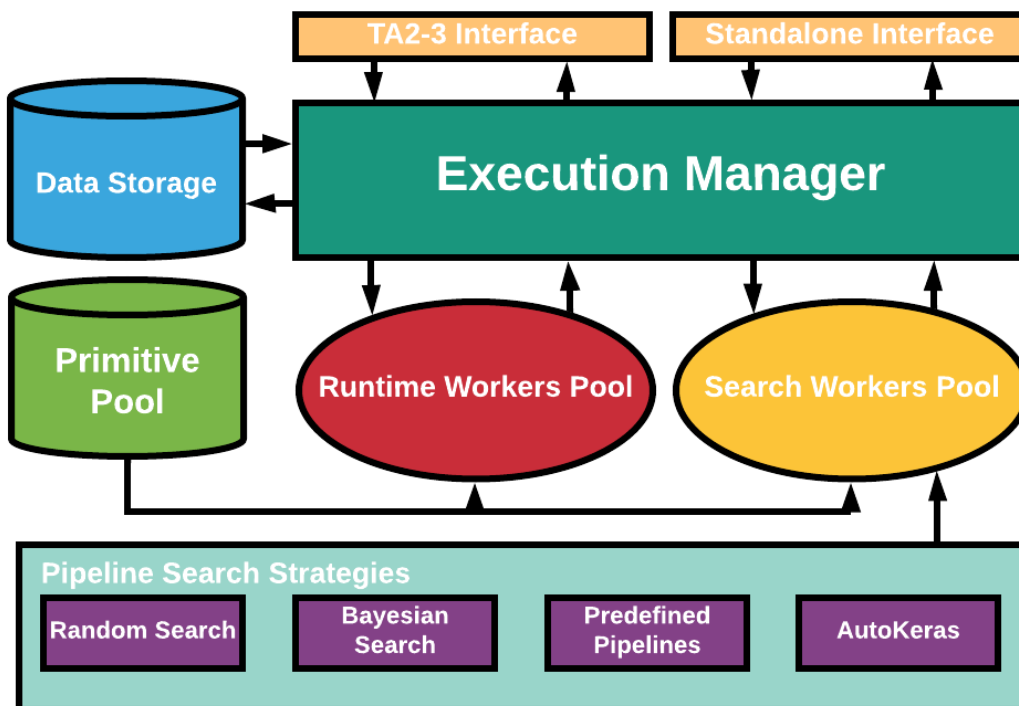 TA2-3 Interface
Standalone Interface
Data Storage
Execution Manager
Primitive
Pool
Runtime Workers Pool
Search Workers Pool
Pipeline Search Strategies
Random Search
Bayesian
Search
Predefined
Pipelines
AutoKeras